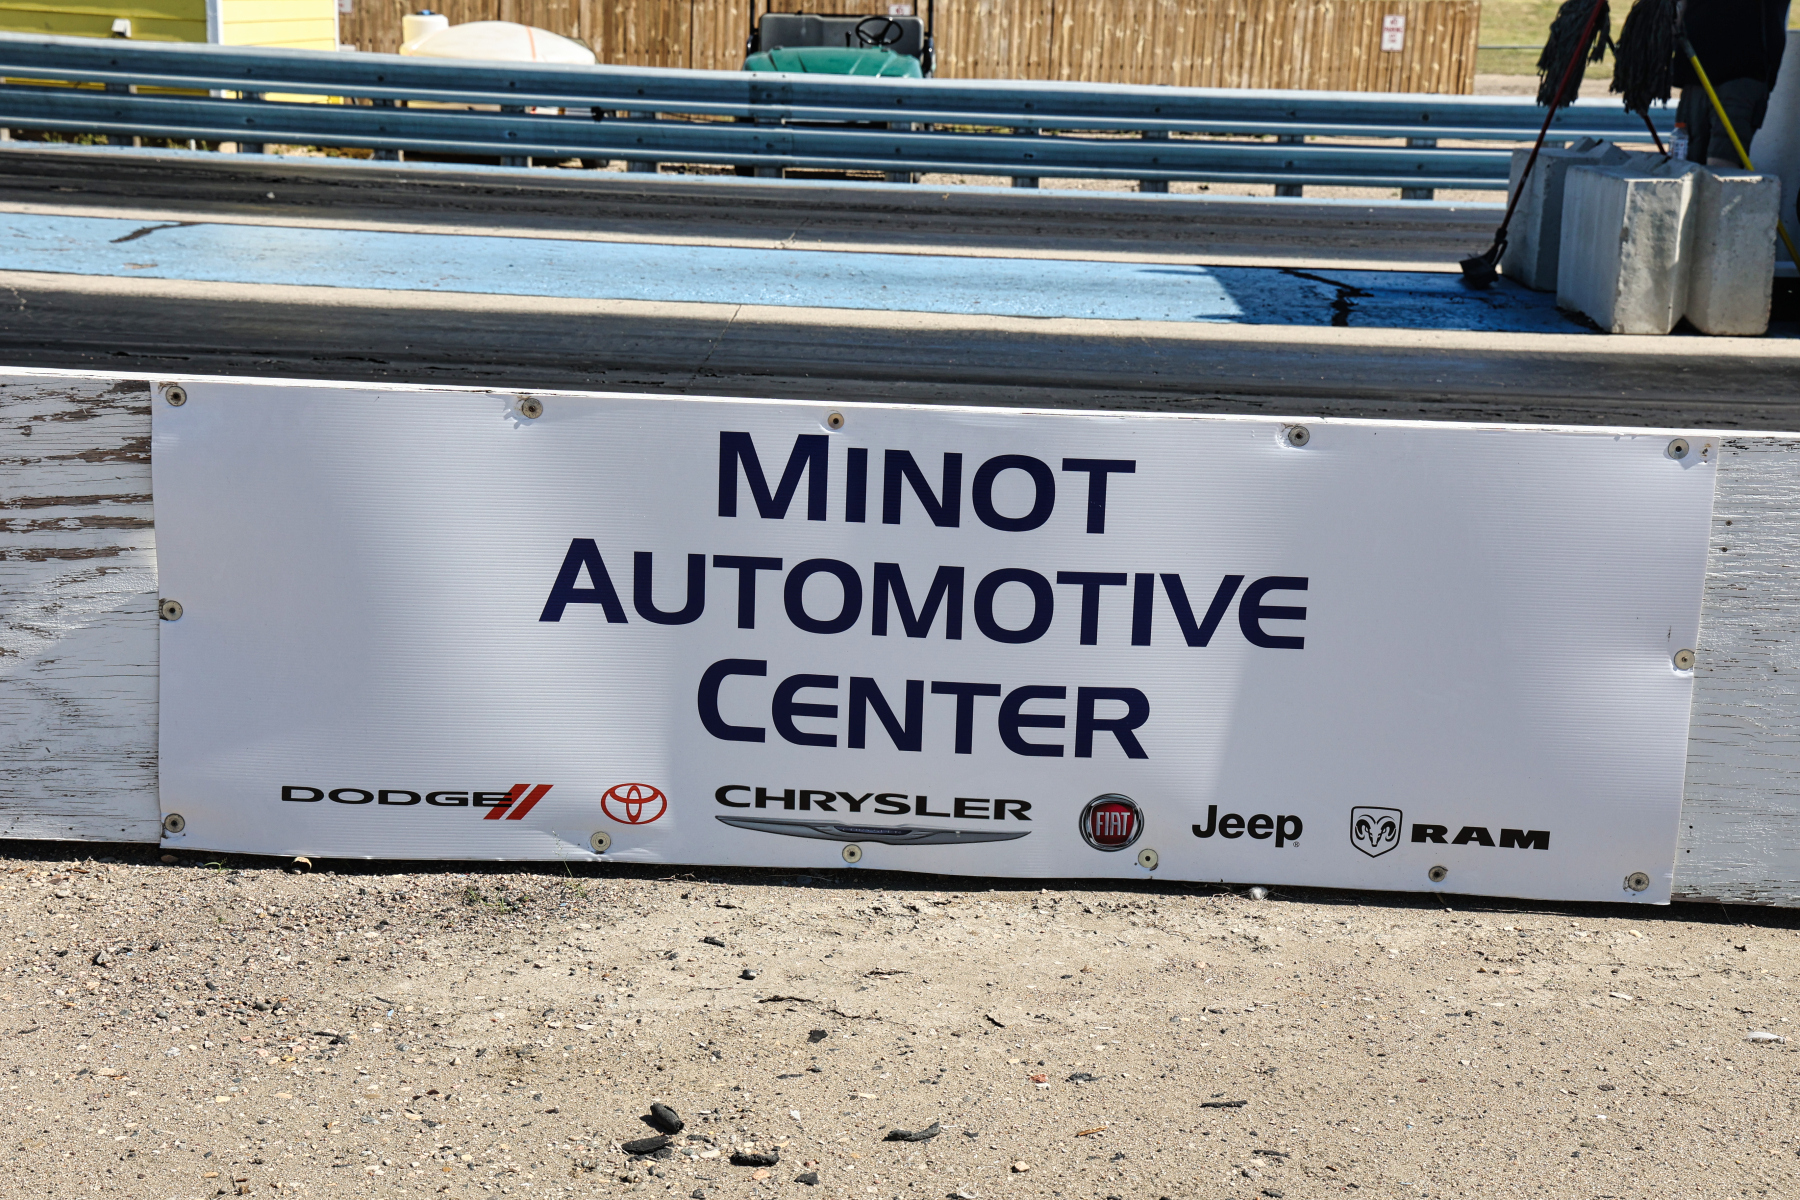 MINOT
AUTOMOTIVE
CENTER
DODGE CHRYSLER FIAT Jeep® RAM